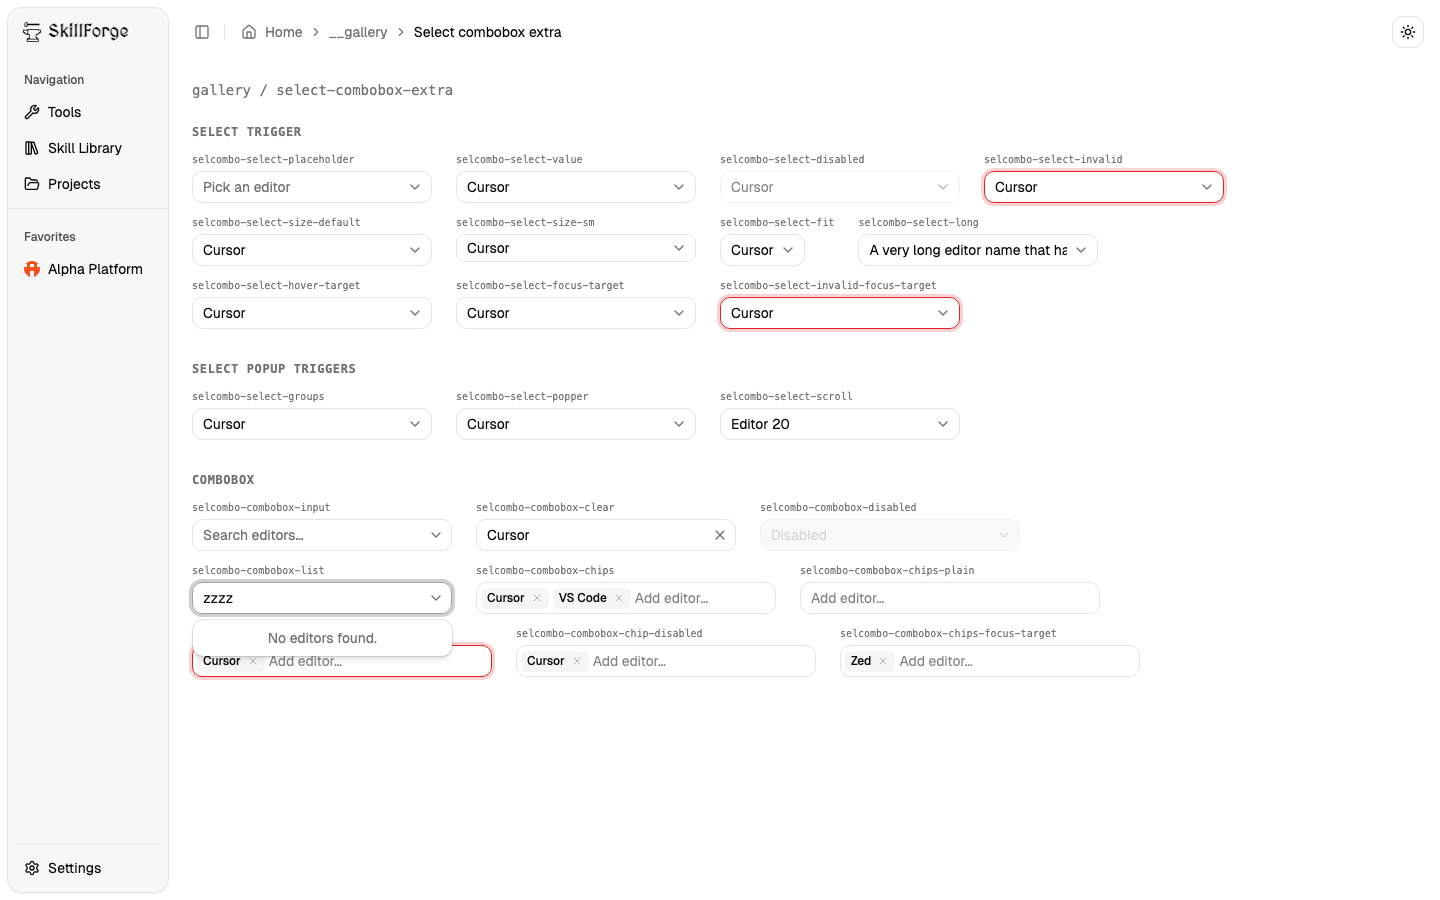 SkillForge
Home
__gallery
Select combobox extra
Navigation
Tools
Skill Library
Projects
Favorites
Alpha Platform
Settings
gallery / select-combobox-extra
SELECT TRIGGER
selcombo-select-placeholder
selcombo-select-value
selcombo-select-disabled
selcombo-select-invalid
Pick an editor
Cursor
Cursor
Cursor
selcombo-select-size-default
selcombo-select-size-sm
selcombo-select-fit
selcombo-select-long
Cursor
Cursor
Cursor
A very long editor name that ha
selcombo-select-hover-target
selcombo-select-focus-target
selcombo-select-invalid-focus-target
Cursor
Cursor
Cursor
SELECT POPUP TRIGGERS
selcombo-select-groups
selcombo-select-popper
selcombo-select-scroll
Cursor
Cursor
Editor 20
COMBOBOX
selcombo-combobox-input
selcombo-combobox-clear
selcombo-combobox-disabled
Search editors…
Cursor
Disabled
selcombo-combobox-list
selcombo-combobox-chips
selcombo-combobox-chips-plain
zzzz
Cursor VS Code Add editor…
Add editor…
No editors found.
selcombo-combobox-chip-disabled
selcombo-combobox-chips-focus-target
Cursor Add editor…
Cursor Add editor…
Zed Add editor…